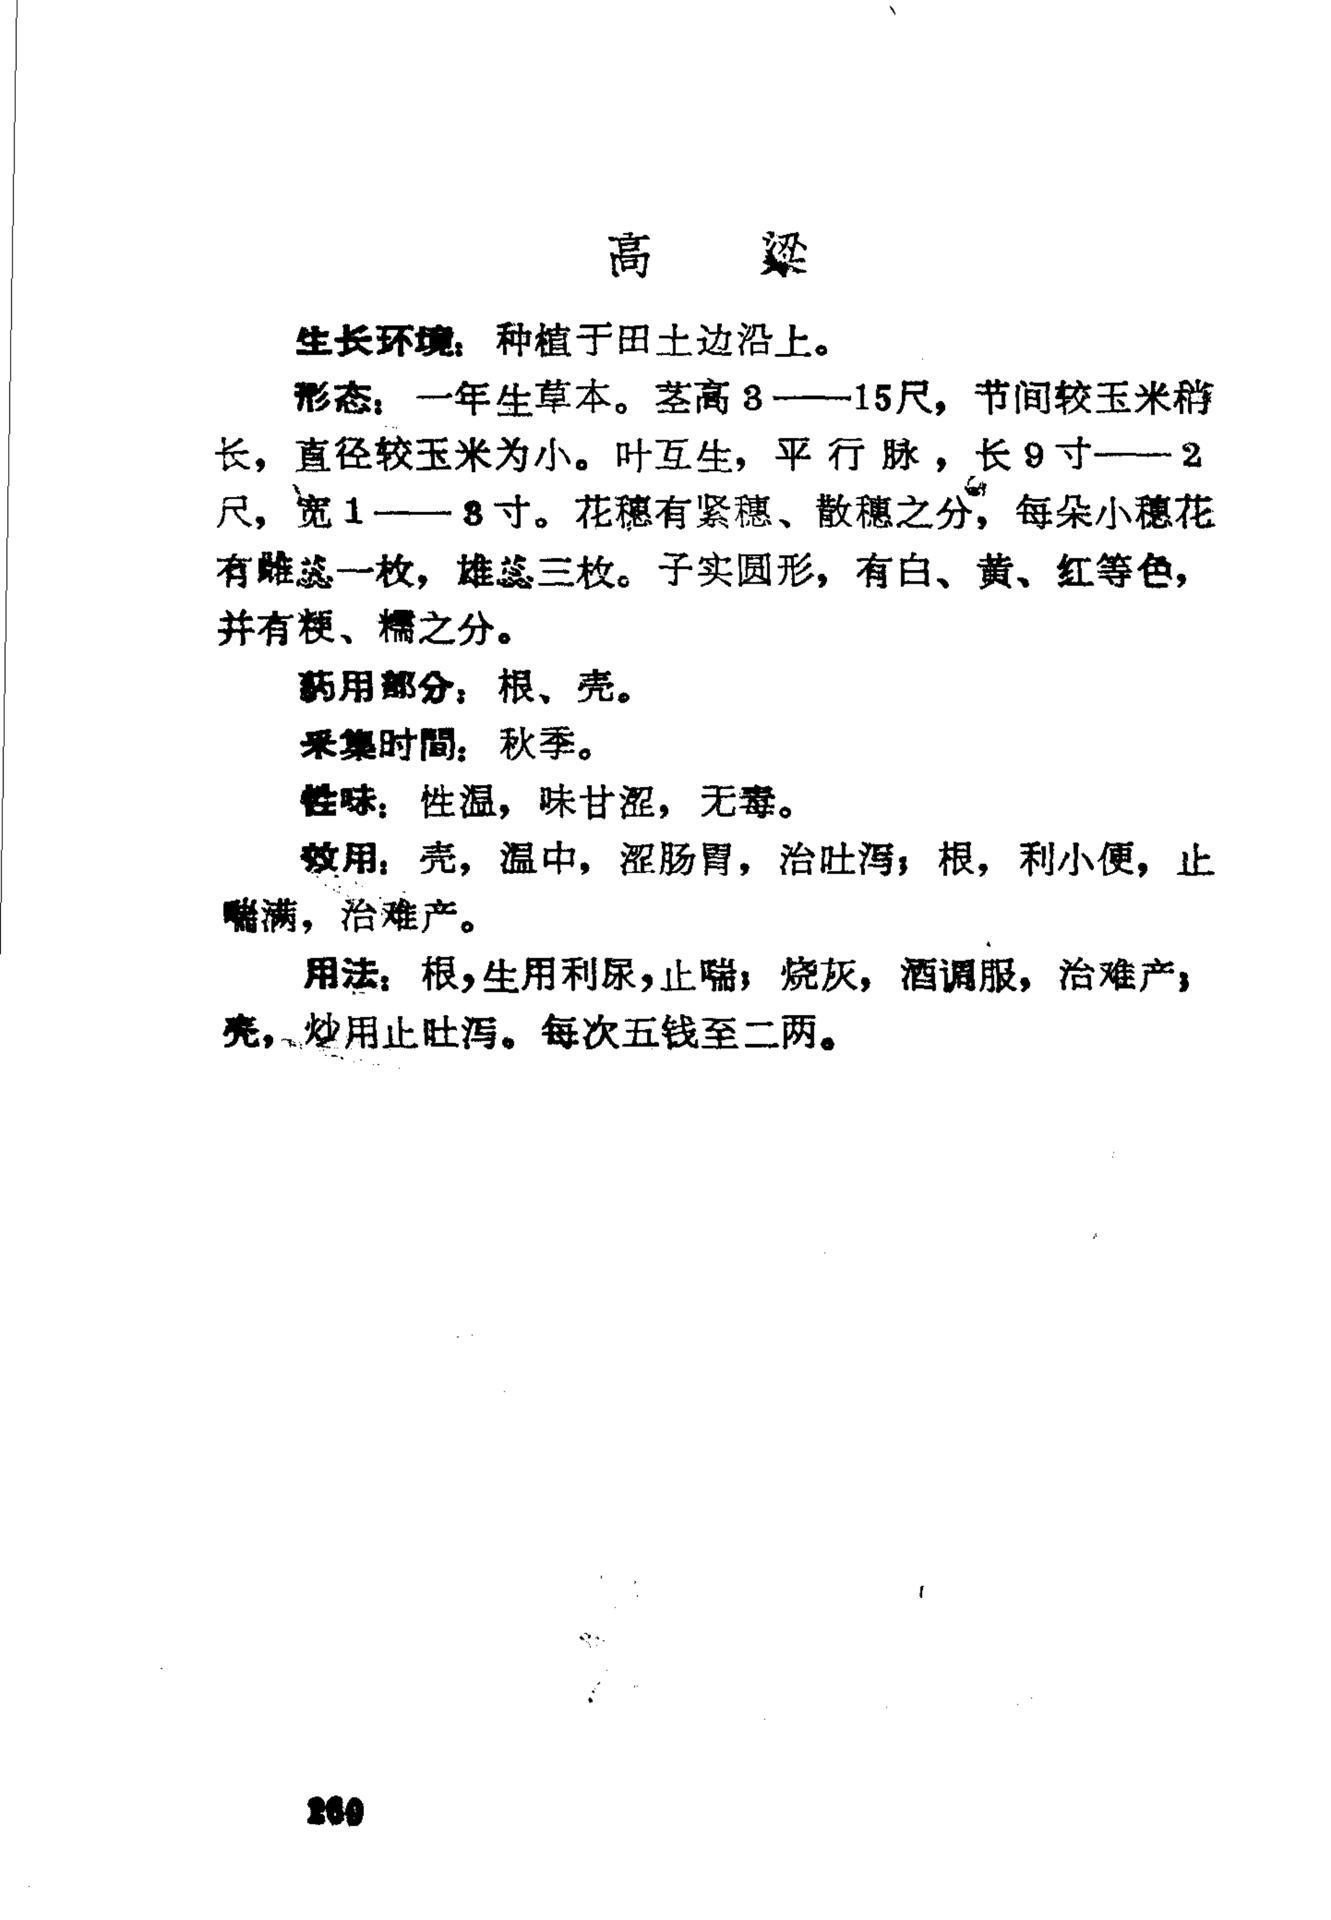 高　梁
生长环境：种植于田土边沿上。
形态：一年生草本。茎高3——15尺，节间较玉米稍
长，直径较玉米为小。叶互生，平行脉，长9寸——2
尺，宽1——3寸。花穗有紧穗、散穗之分，每朵小穗花
有雌蕊一枚，雄蕊三枚。子实圆形，有白、黄、红等色，
并有粳、糯之分。
药用部分：根、壳。
采集时間：秋季。
性味：性温，味甘涩，无毒。
效用：壳，温中，涩肠胃，治吐泻；根，利小便，止
喘满，治难产。
用法：根，生用利尿，止喘；烧灰，酒调服，治难产；
壳，炒用止吐泻。每次五钱至二两。
260